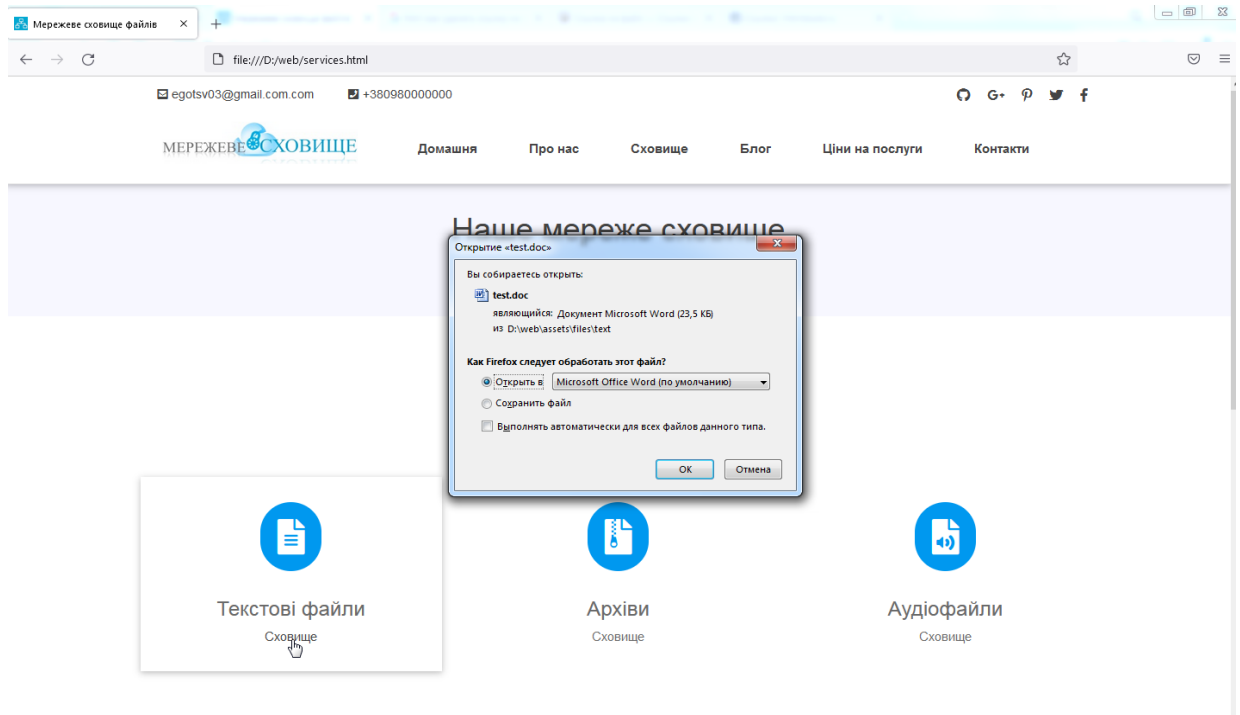 Мережеве сховище файлів
file:///D:/web/services.html
egotsv03@gmail.com.com +380980000000
G+
МЕРЕЖЕВЕ СХОВИЩЕ
Домашня Про нас Сховище Блог Ціни на послуги Контакти
Наше мереже сховище
Открытие «test.doc»
Вы собираетесь открыть:
test.doc
являющийся: Документ Microsoft Word (23,5 КБ)
из D:\web\assets\files\text
Как Firefox следует обработать этот файл?
Открыть в Microsoft Office Word (по умолчанию)
Сохранить файл
Выполнять автоматически для всех файлов данного типа.
ОК Отмена
Текстові файли Архіви Аудіофайли
Сховище Сховище Сховище